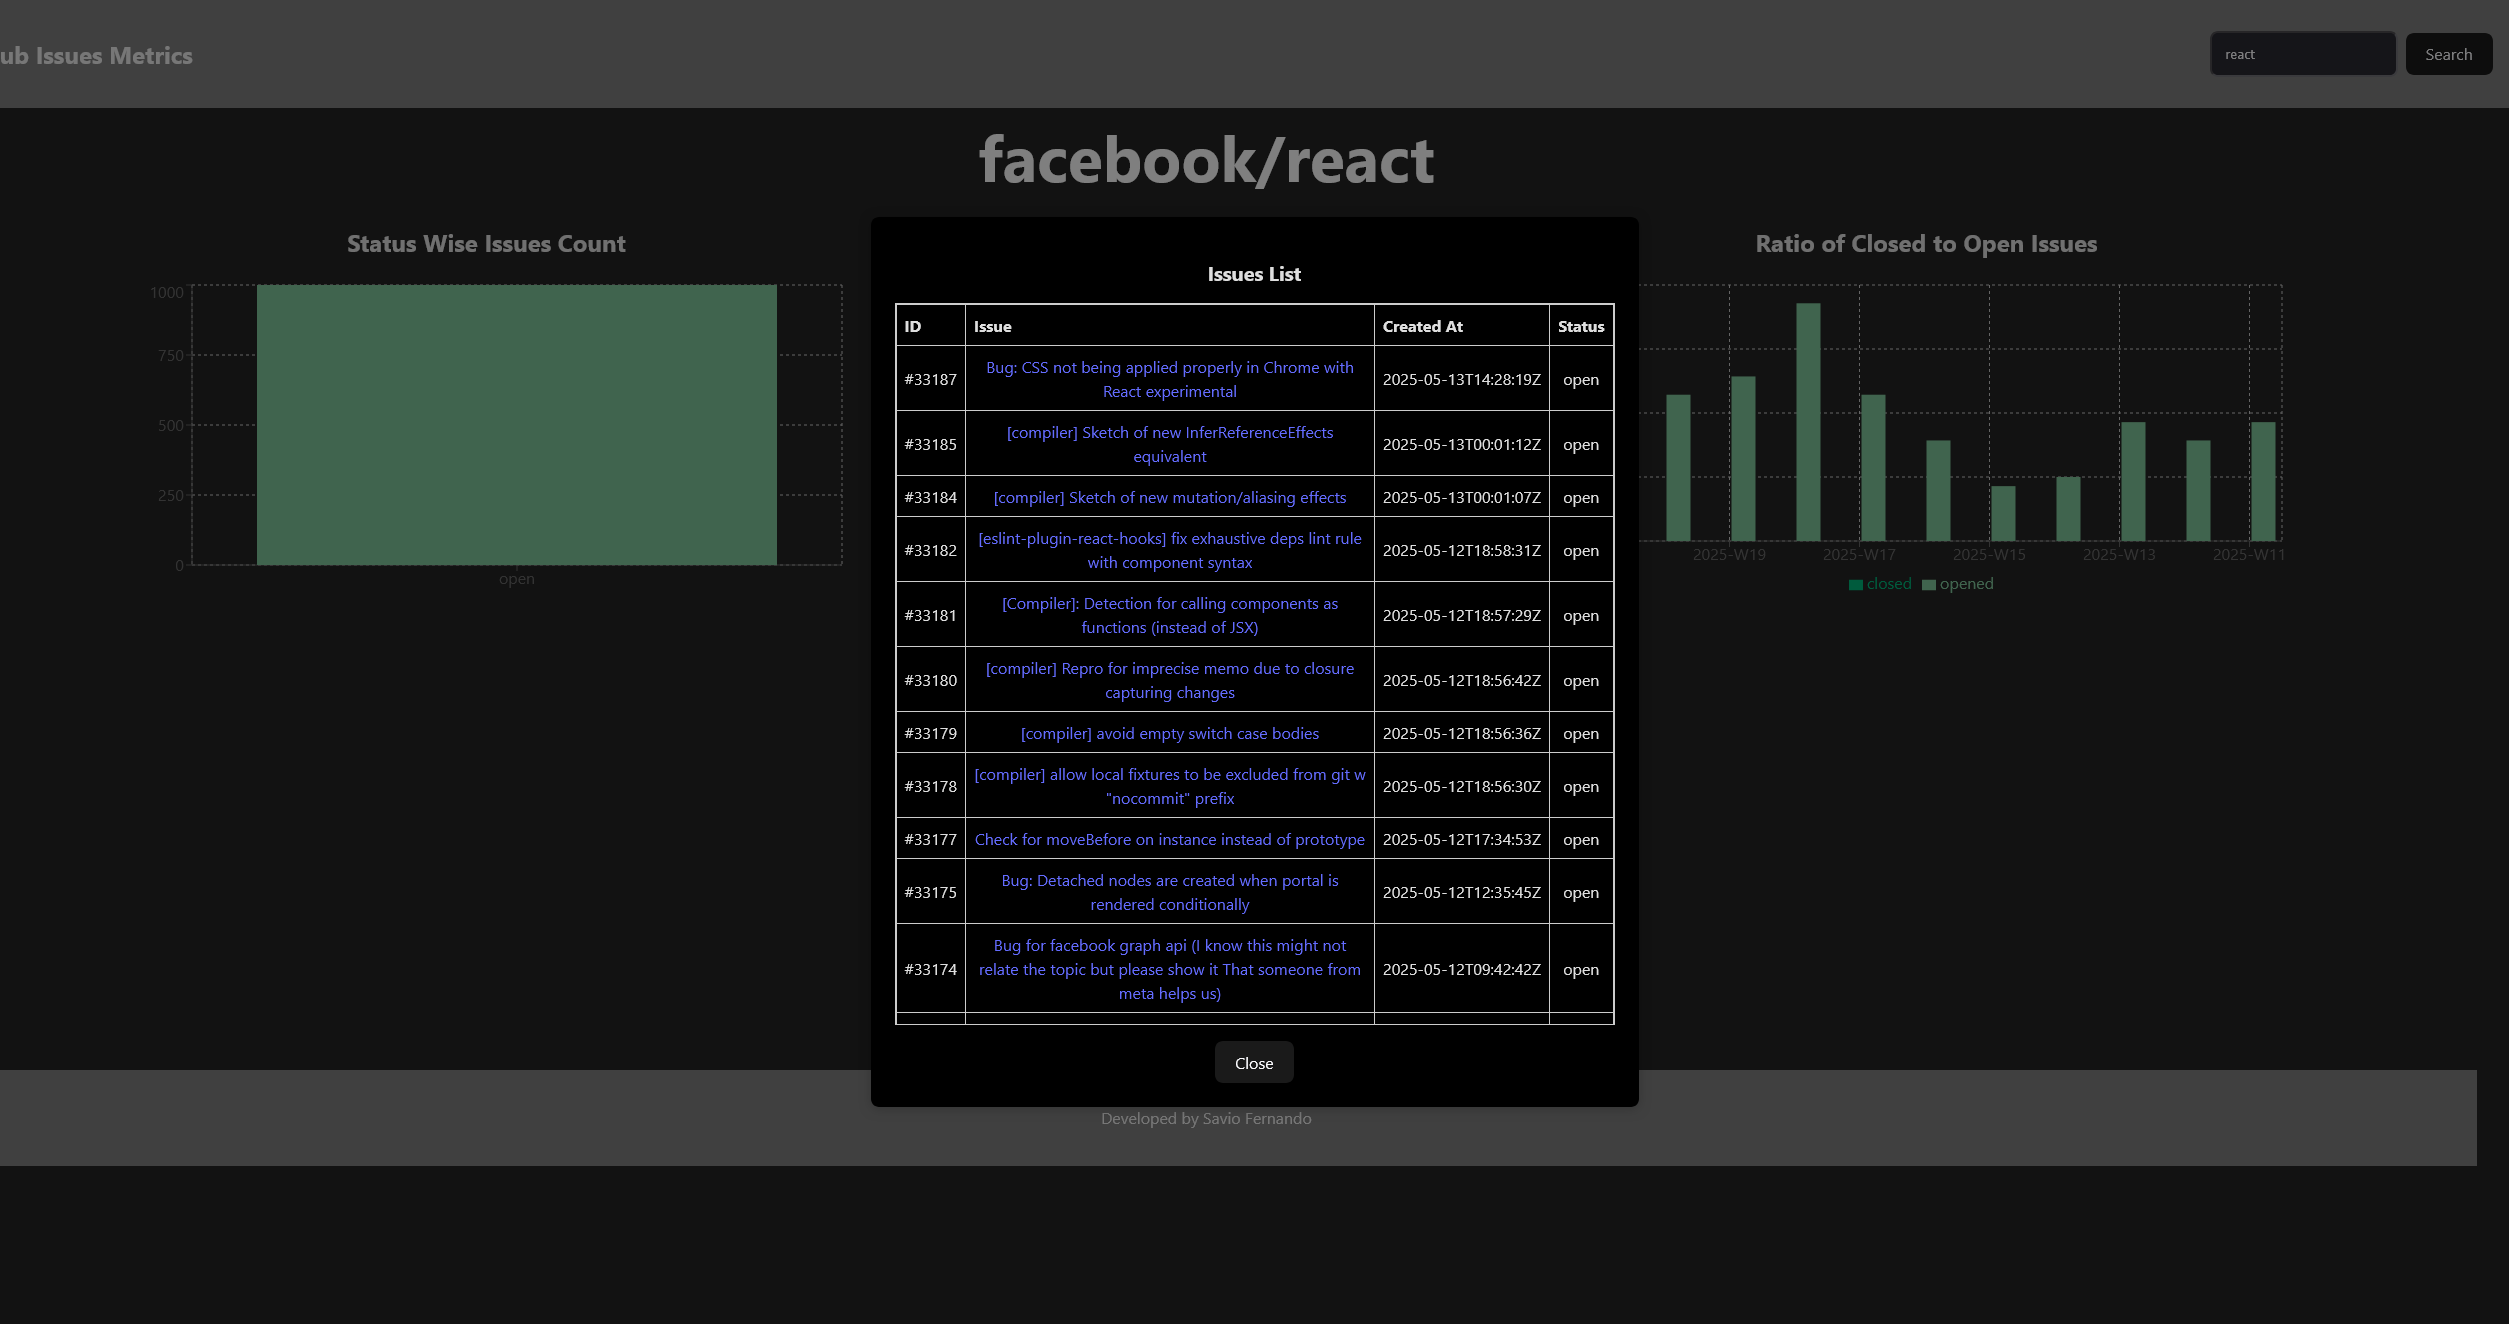 ub Issues Metrics
react
Search
facebook/react
Status Wise Issues Count
1000
750
500
250
0
open
Ratio of Closed to Open Issues
2025-W19 2025-W17 2025-W15 2025-W13 2025-W11
closed opened
Issues List
ID Issue Created At Status
#33187 Bug: CSS not being applied properly in Chrome with
React experimental 2025-05-13T14:28:19Z open
#33185 [compiler] Sketch of new InferReferenceEffects
equivalent 2025-05-13T00:01:12Z open
#33184 [compiler] Sketch of new mutation/aliasing effects 2025-05-13T00:01:07Z open
#33182 [eslint-plugin-react-hooks] fix exhaustive deps lint rule
with component syntax 2025-05-12T18:58:31Z open
#33181 [Compiler]: Detection for calling components as
functions (instead of JSX) 2025-05-12T18:57:29Z open
#33180 [compiler] Repro for imprecise memo due to closure
capturing changes 2025-05-12T18:56:42Z open
#33179 [compiler] avoid empty switch case bodies 2025-05-12T18:56:36Z open
#33178 [compiler] allow local fixtures to be excluded from git w
"nocommit" prefix 2025-05-12T18:56:30Z open
#33177 Check for moveBefore on instance instead of prototype 2025-05-12T17:34:53Z open
#33175 Bug: Detached nodes are created when portal is
rendered conditionally 2025-05-12T12:35:45Z open
#33174 Bug for facebook graph api (I know this might not
relate the topic but please show it That someone from
meta helps us) 2025-05-12T09:42:42Z open
Close
Developed by Savio Fernando